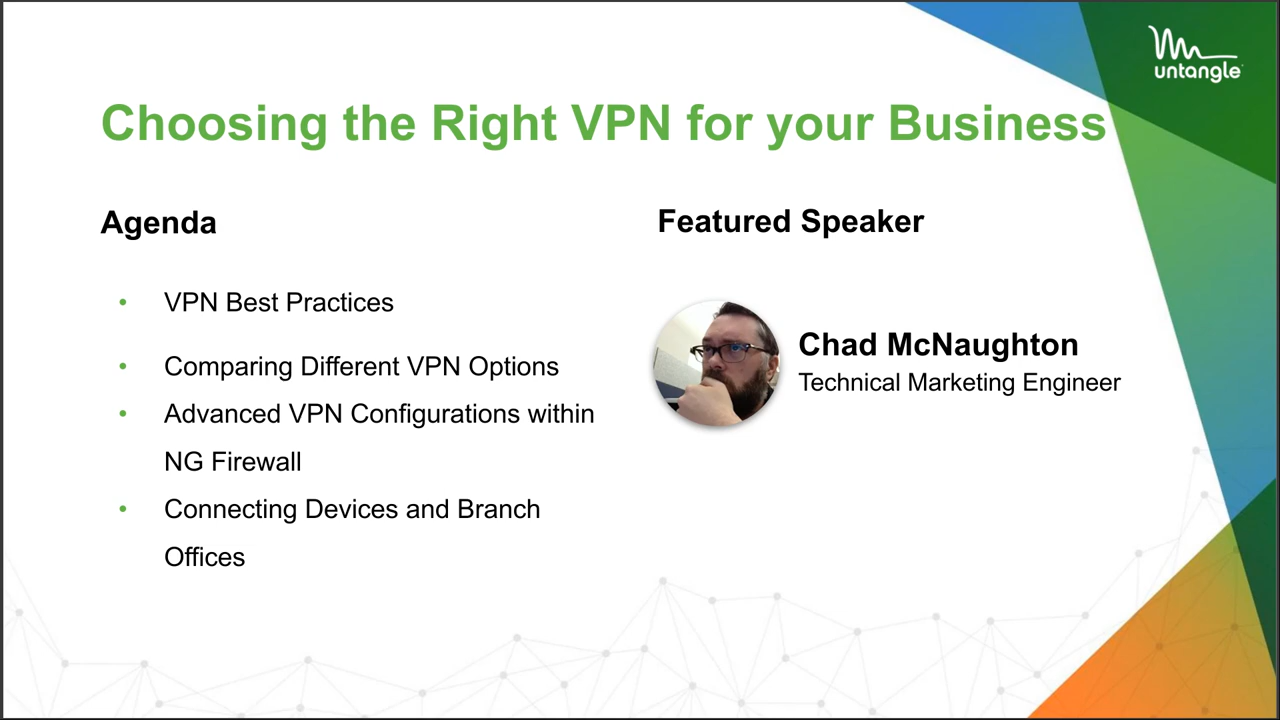 untangle
Choosing the Right VPN for your Business
Agenda
• VPN Best Practices
• Comparing Different VPN Options
• Advanced VPN Configurations within
NG Firewall
• Connecting Devices and Branch
Offices
Featured Speaker
Chad McNaughton
Technical Marketing Engineer